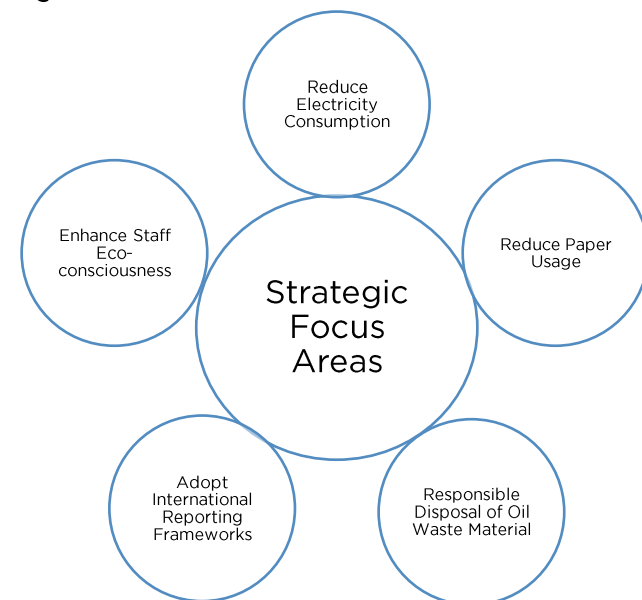 Reduce
Electricity
Consumption
Enhance Staff
Eco-
consciousness
Reduce Paper
Usage
Strategic
Focus
Areas
Adopt
International
Reporting
Frameworks
Responsible
Disposal of Oil
Waste Material